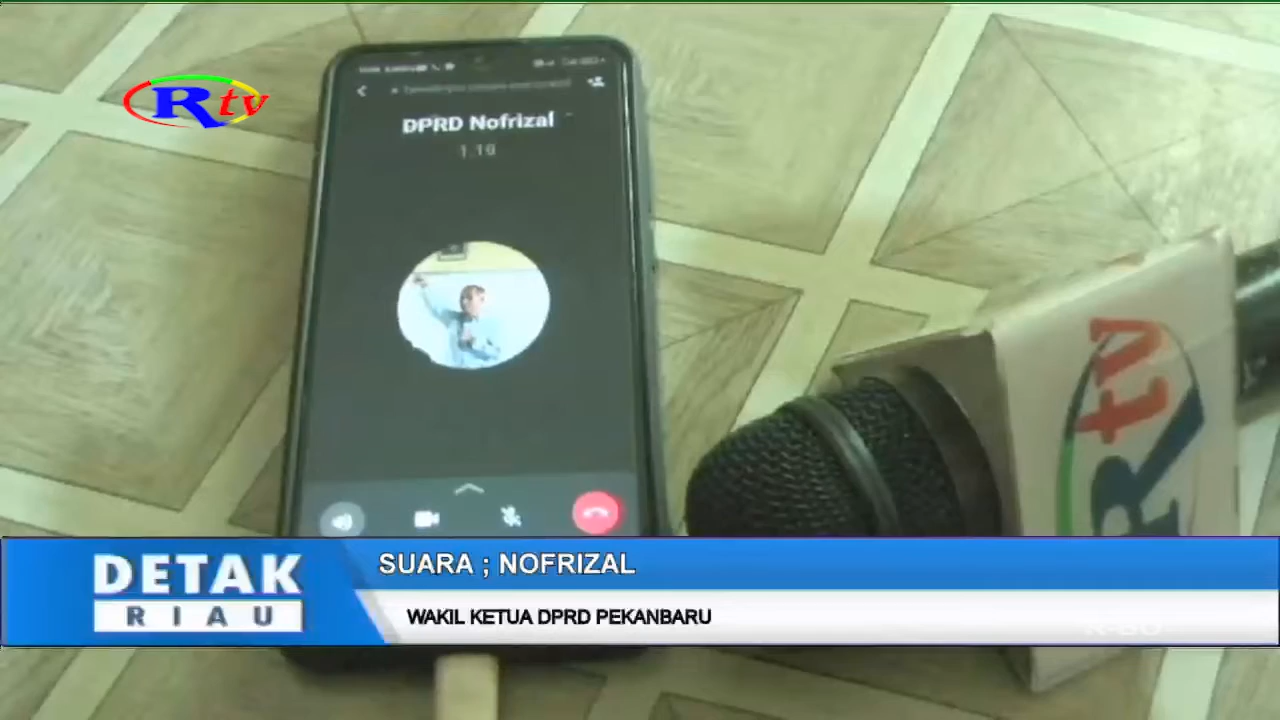 Rtv
DPRD Nofrizal
1.19
Rtv
DETAK
RIAU
SUARA ; NOFRIZAL
WAKIL KETUA DPRD PEKANBARU